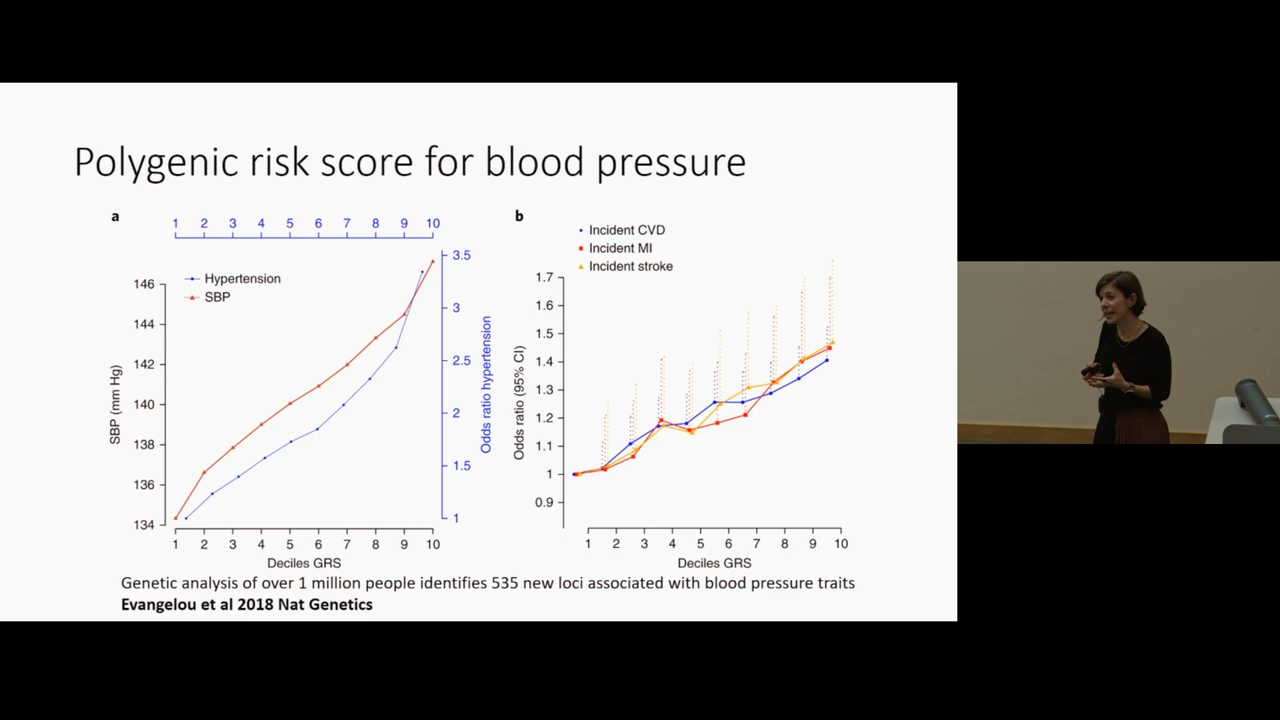 Polygenic risk score for blood pressure
a
1 2 3 4 5 6 7 8 9 10
Hypertension
SBP
146
144
142
140
138
136
134
SBP (mm Hg)
3.5
3
2.5
2
1.5
1
Odds ratio hypertension
1 2 3 4 5 6 7 8 9 10
Deciles GRS
b
Incident CVD
Incident MI
Incident stroke
1.7
1.6
1.5
1.4
1.3
1.2
1.1
1
0.9
Odds ratio (95% CI)
1 2 3 4 5 6 7 8 9 10
Deciles GRS
Genetic analysis of over 1 million people identifies 535 new loci associated with blood pressure traits
Evangelou et al 2018 Nat Genetics